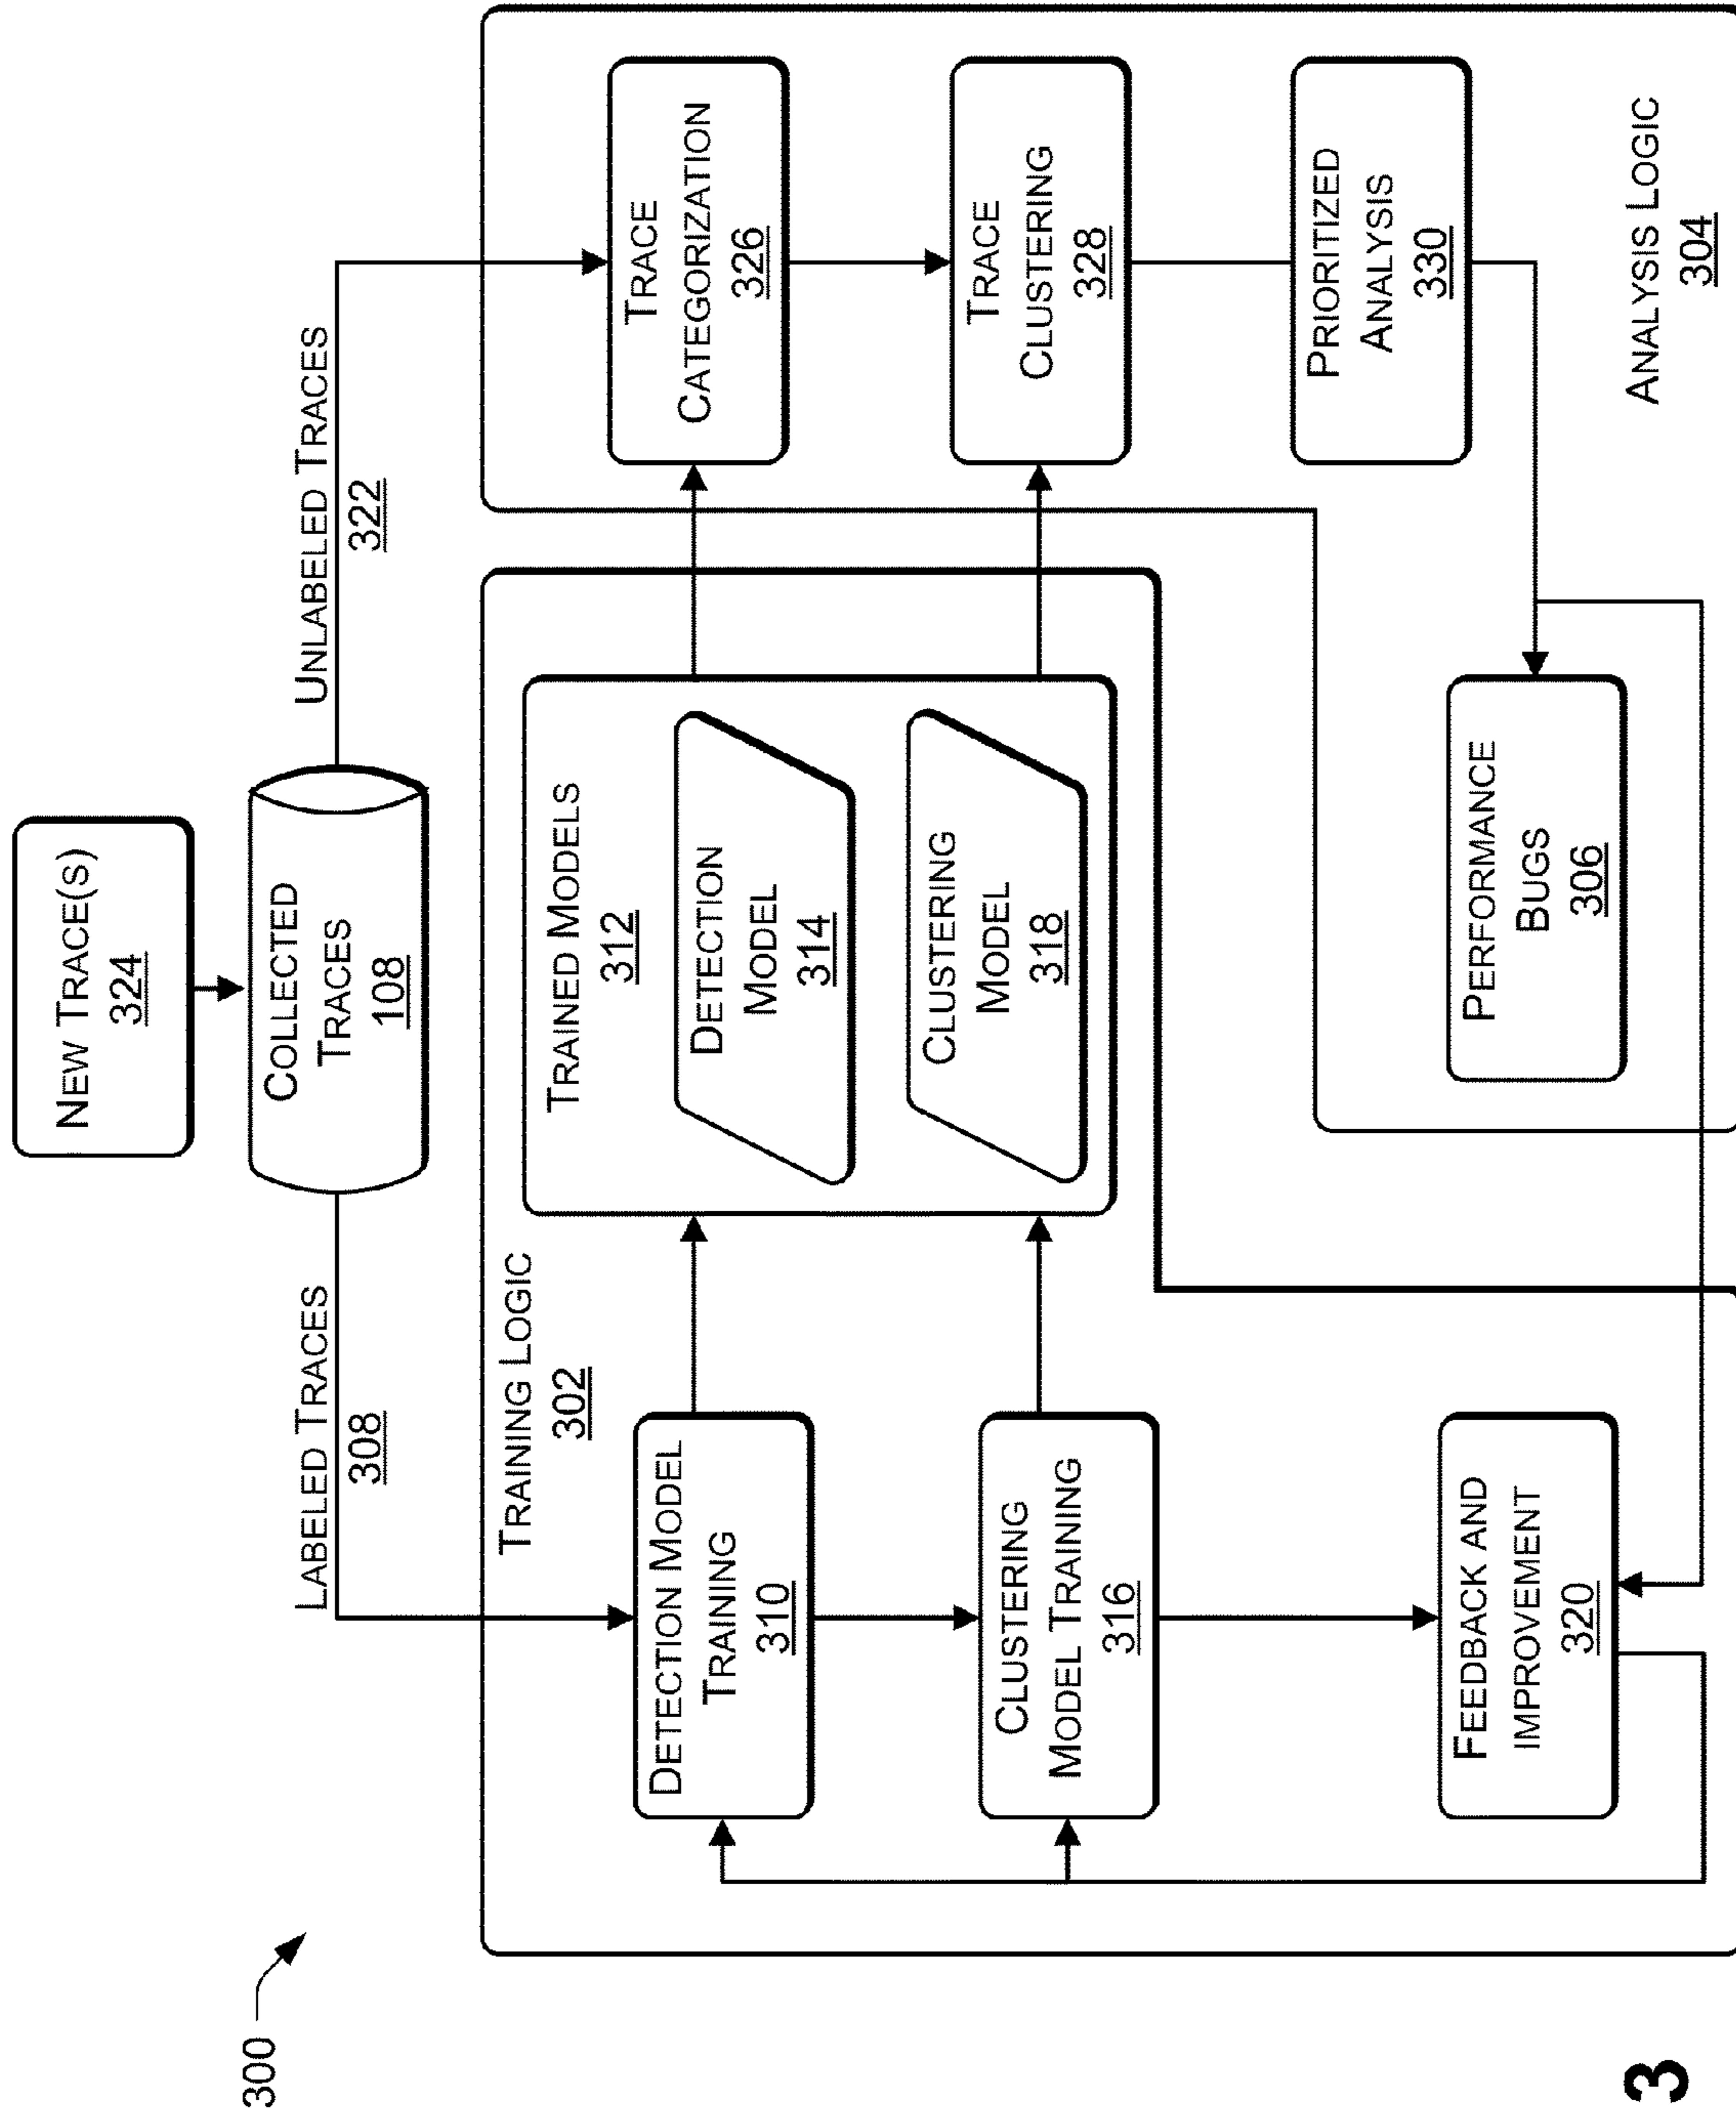 300
NEW TRACE(S)
324
COLLECTED
TRACES
108
LABELED TRACES
308
UNLABELED TRACES
322
TRAINING LOGIC
302
DETECTION MODEL
TRAINING
310
CLUSTERING
MODEL TRAINING
316
FEEDBACK AND
IMPROVEMENT
320
TRAINED MODELS
312
DETECTION
MODEL
314
CLUSTERING
MODEL
318
TRACE
CATEGORIZATION
326
TRACE
CLUSTERING
328
PRIORITIZED
ANALYSIS
330
PERFORMANCE
BUGS
306
ANALYSIS LOGIC
304
3